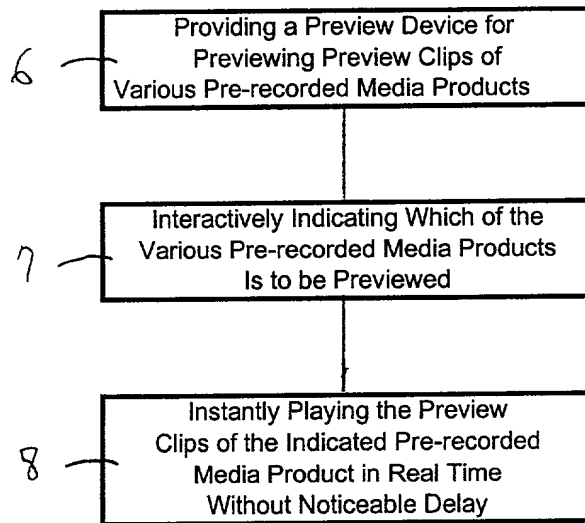 Providing a Preview Device for
6
Previewing Preview Clips of
Various Pre-recorded Media Products
Interactively Indicating Which of the
7
Various Pre-recorded Media Products
Is to be Previewed
Instantly Playing the Preview
Clips of the Indicated Pre-recorded
8
Media Product in Real Time
Without Noticeable Delay